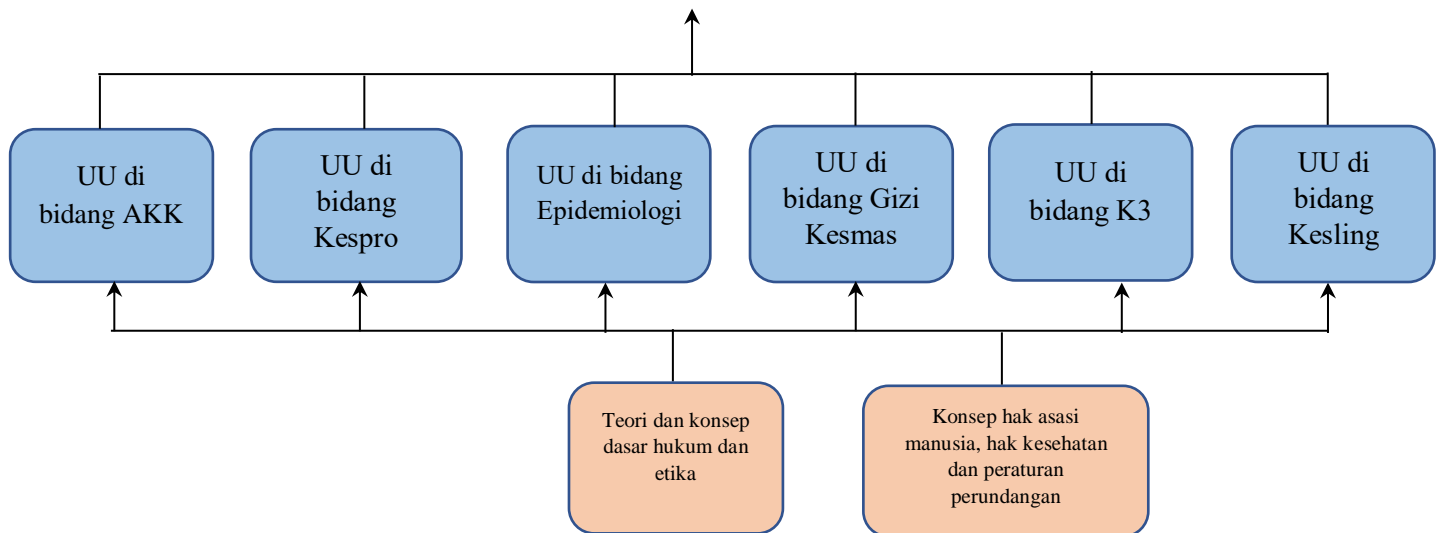 UU di
bidang AKK
UU di
bidang
Kespro
UU di bidang
Epidemiologi
UU di
bidang Gizi
Kesmas
UU di
bidang K3
UU di
bidang
Kesling
Teori dan konsep
dasar hukum dan
etika
Konsep hak asasi
manusia, hak kesehatan
dan peraturan
perundangan